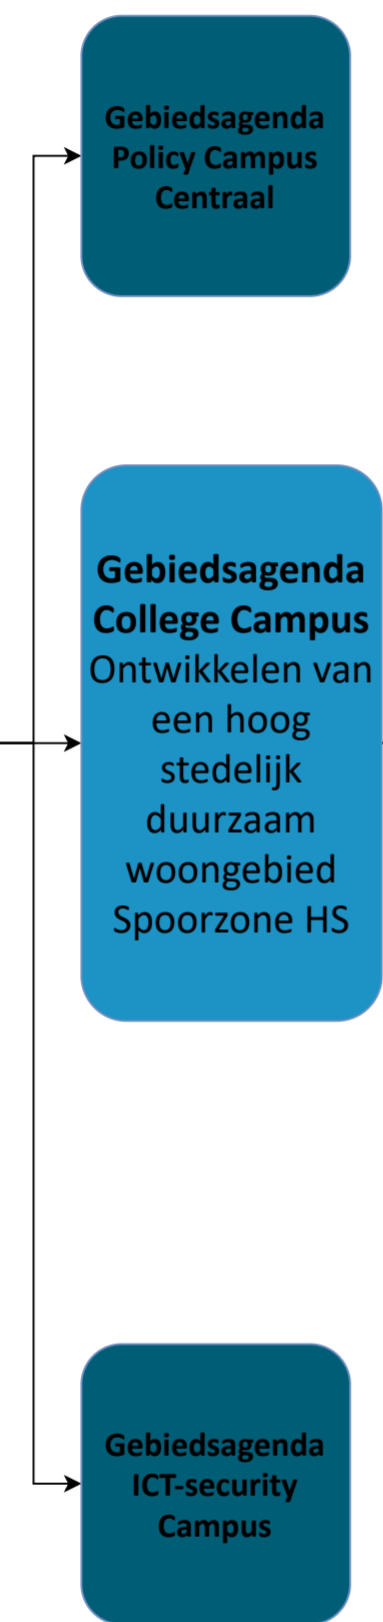 Gebiedsagenda
Policy Campus
Centraal
Gebiedsagenda
College Campus
Ontwikkelen van
een hoog
stedelijk
duurzaam
woongebied
Spoorzone HS
Gebiedsagenda
ICT-security
Campus